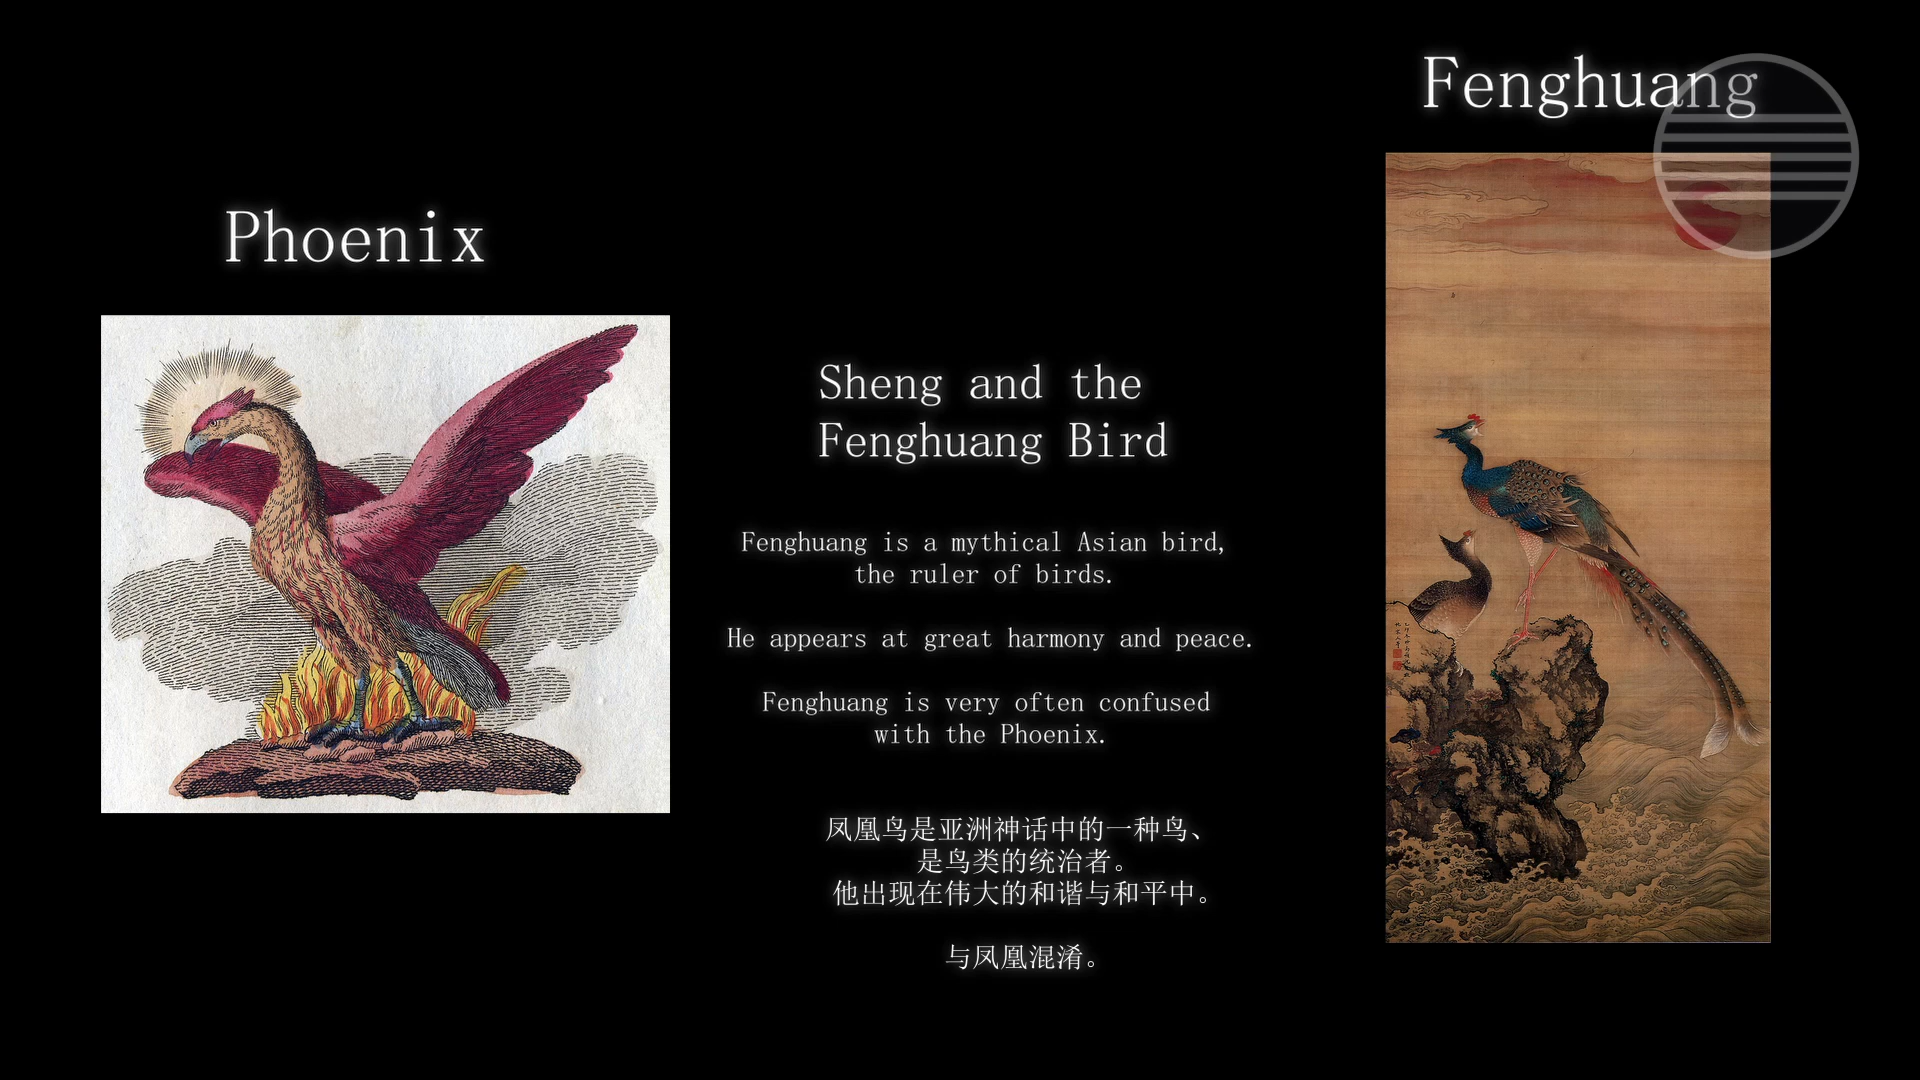 Phoenix
Fenghuang
Sheng and the
Fenghuang Bird
Fenghuang is a mythical Asian bird,
the ruler of birds.
He appears at great harmony and peace.
Fenghuang is very often confused
with the Phoenix.
凤凰鸟是亚洲神话中的一种鸟、
是鸟类的统治者。
他出现在伟大的和谐与和平中。
与凤凰混淆。